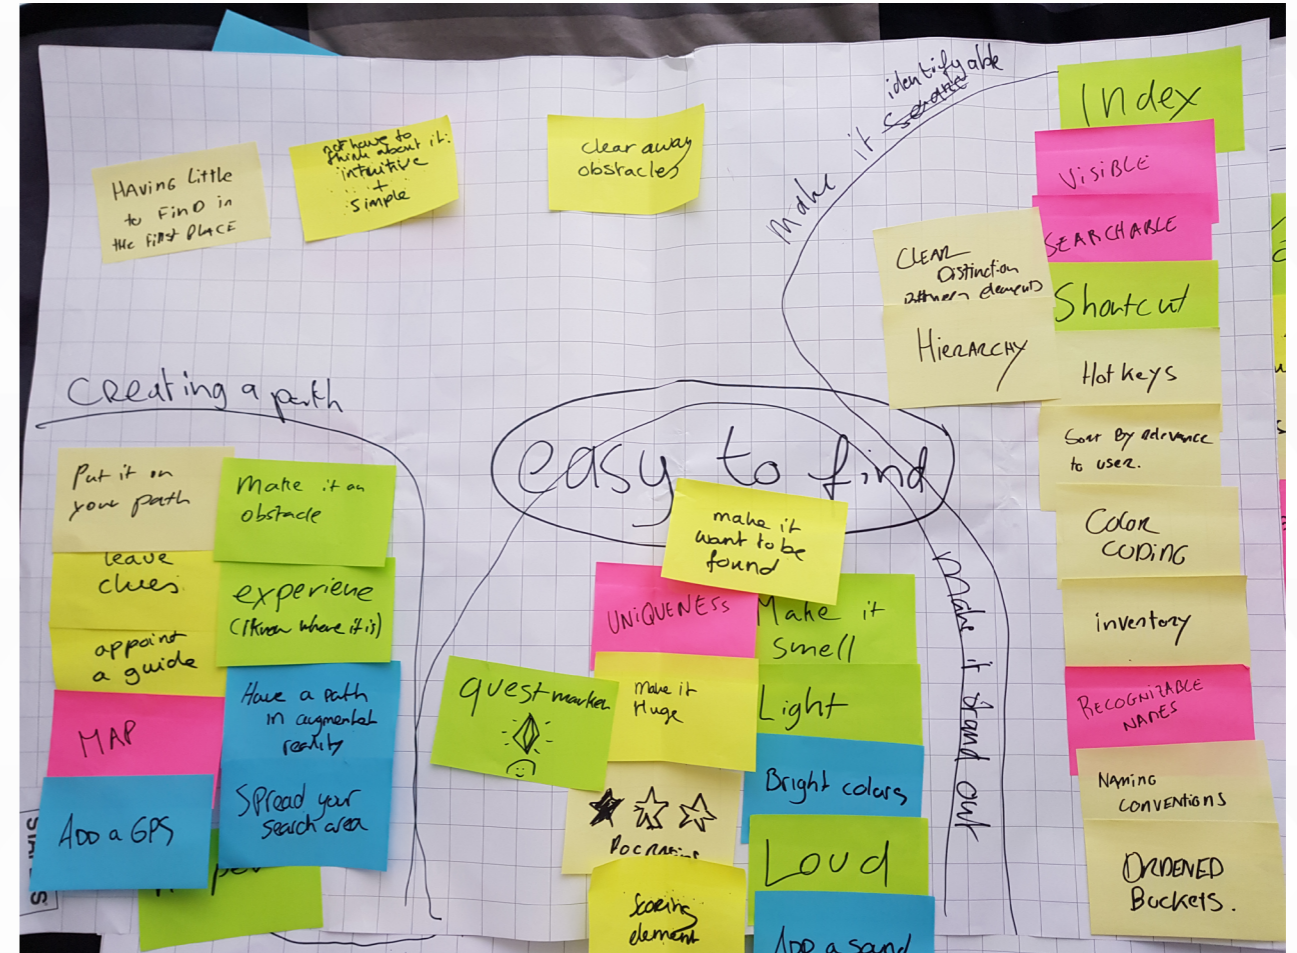 HAVING LITTLE
to FIND in
the first PLACE
not have to
think about it:
intuitive
+
simple
clear away
obstacles
Make it identifyable
Index
VISIBLE
SEARCHABLE
Shortcut
Hot keys
Sort By relevance
to user.
Color
CODING
inventory
RECOGNIZABLE
NAMES
NAMING
CONVENTIONS
ORDENED
Buckets.
CLEAR
Distinction
between elements
HIERARCHY
Creating a path
Put it on
your path
leave
clues
appoint
a guide
MAP
ADD a GPS
Make it an
obstacle
experience
(I know where it is)
Have a path
in augmented
reality
Spread your
search area
easy to find
make it
want to be
found
Make it stand out
UNIQUENESS
Make it
Huge
quest marker
Scoring
element
Make it
smell
Light
Bright colors
Loud
ADD a